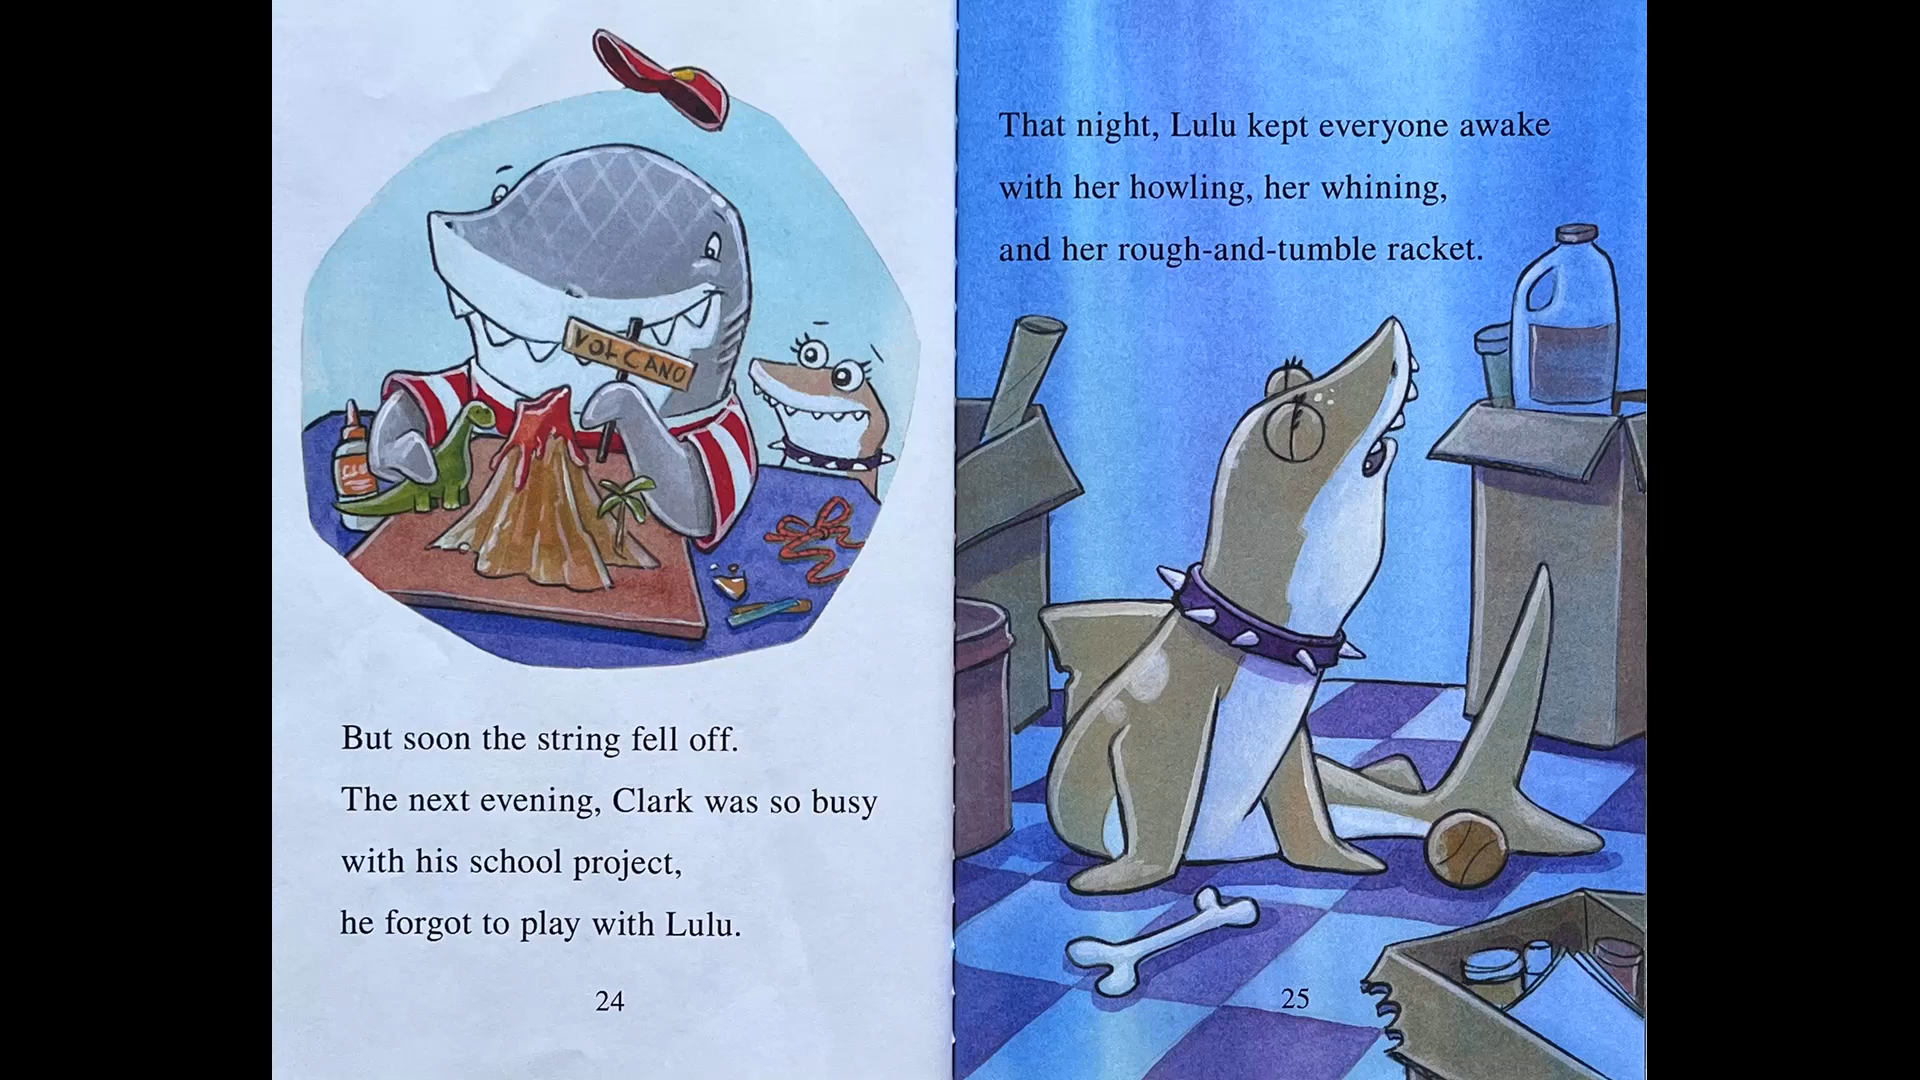 VOLCANO
But soon the string fell off.
The next evening, Clark was so busy
with his school project,
he forgot to play with Lulu.
24
That night, Lulu kept everyone awake
with her howling, her whining,
and her rough-and-tumble racket.
25